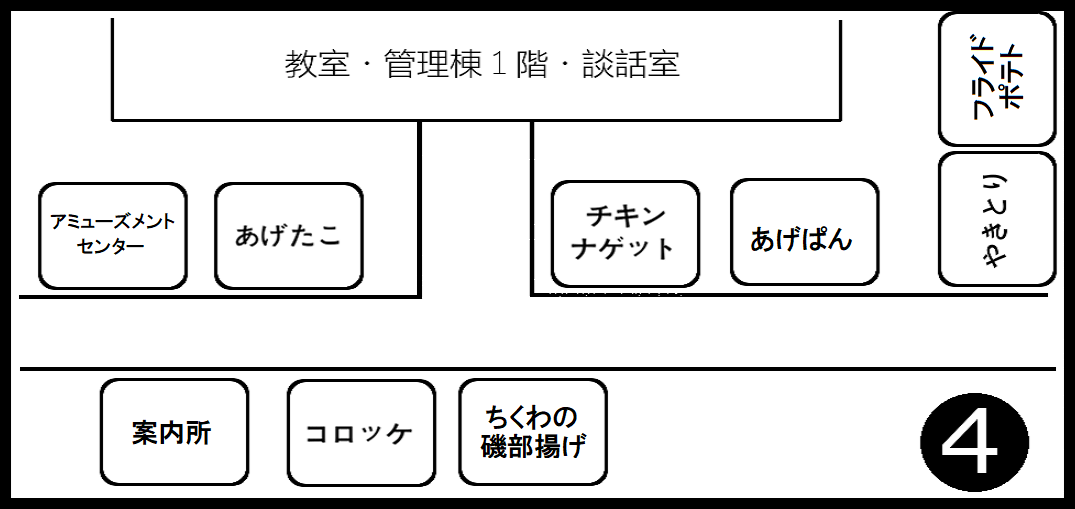 教室・管理棟１階・談話室
フライド
ポテト
やきとり
アミューズメント
センター
あげたこ
チキン
ナゲット
あげぱん
案内所
コロッケ
ちくわの
磯部揚げ
4